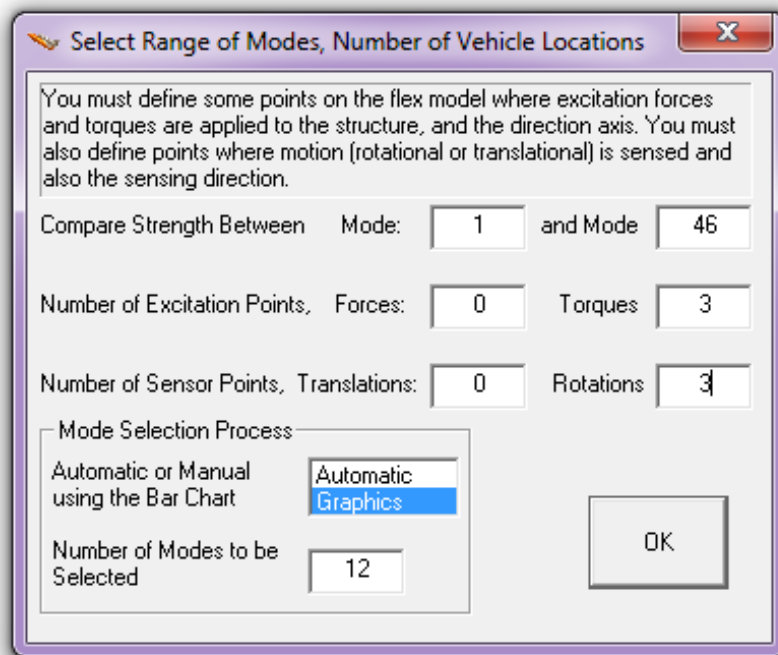 Select Range of Modes, Number of Vehicle Locations
You must define some points on the flex model where excitation forces
and torques are applied to the structure, and the direction axis. You must
also define points where motion (rotational or translational) is sensed and
also the sensing direction.
Compare Strength Between Mode: 1 and Mode 46
Number of Excitation Points, Forces: 0 Torques 3
Number of Sensor Points, Translations: 0 Rotations 3
Mode Selection Process
Automatic or Manual
using the Bar Chart
Automatic
Graphics
Number of Modes to be
Selected
12
OK